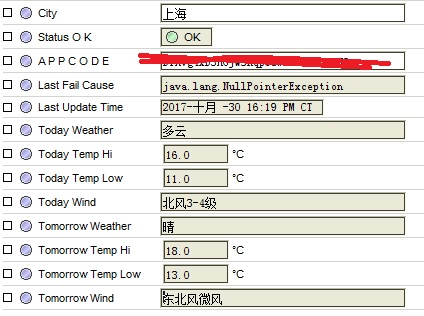 City 上海
Status O K OK
A P P C O D E
Last Fail Cause java.lang.NullPointerException
Last Update Time 2017-十月 -30 16:19 PM CT
Today Weather 多云
Today Temp Hi 16.0 °C
Today Temp Low 11.0 °C
Today Wind 北风3-4级
Tomorrow Weather 晴
Tomorrow Temp Hi 18.0 °C
Tomorrow Temp Low 13.0 °C
Tomorrow Wind 东北风微风